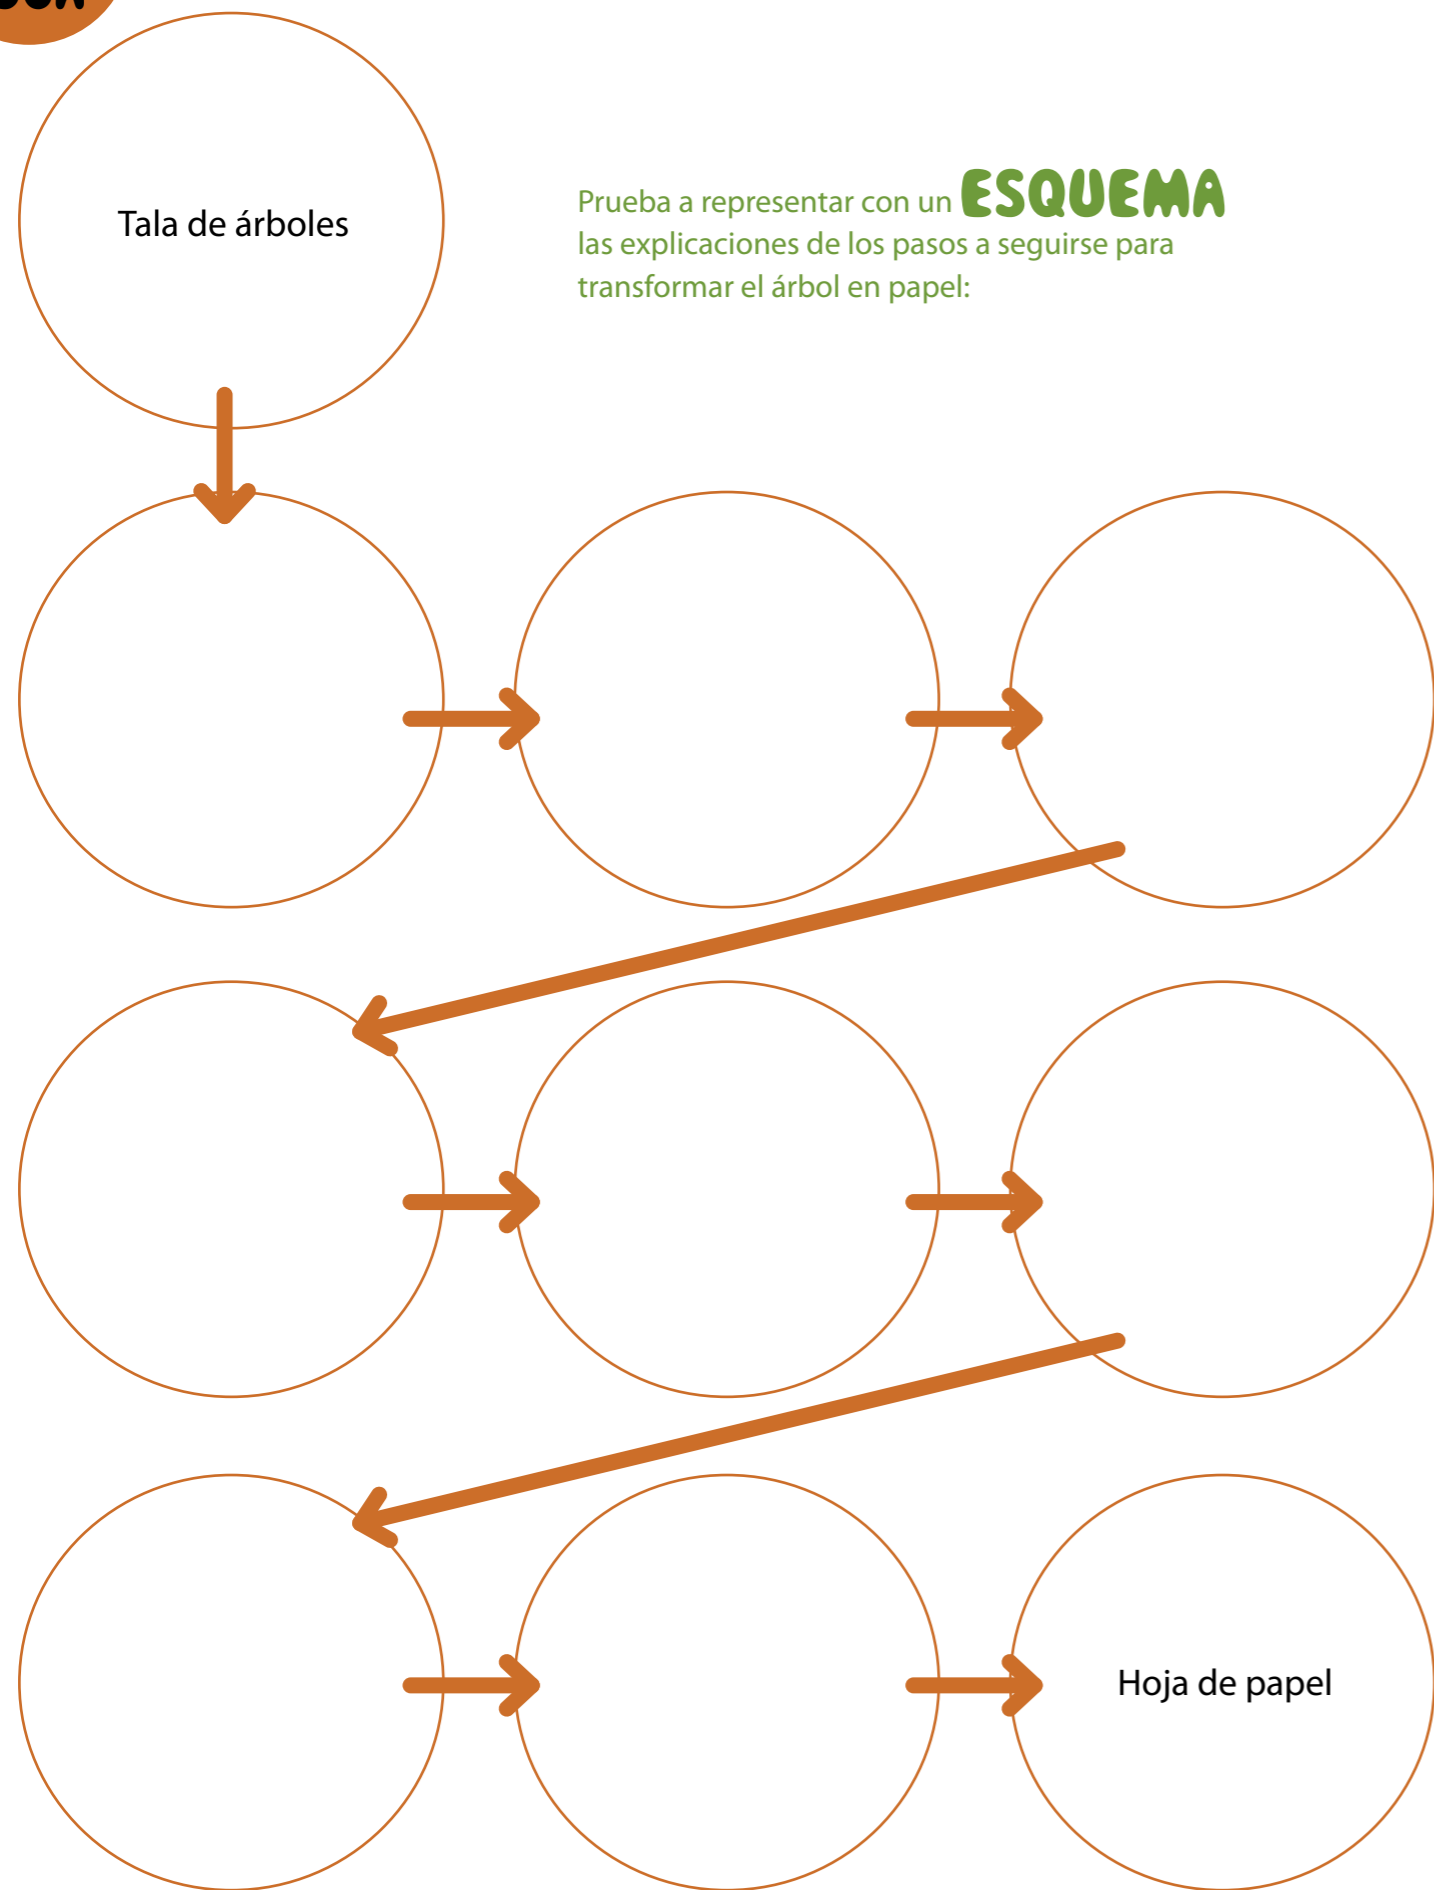 Tala de árboles
Prueba a representar con un ESQUEMA
las explicaciones de los pasos a seguirse para
transformar el árbol en papel:
Hoja de papel